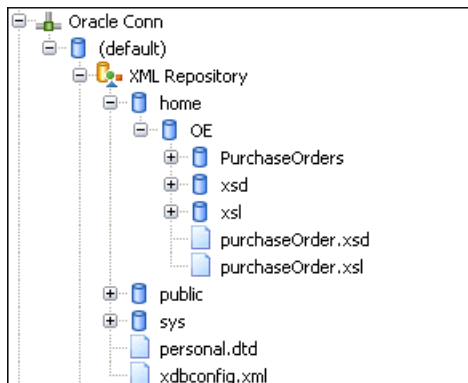 Oracle Conn
(default)
XML Repository
home
OE
PurchaseOrders
xsd
xsl
purchaseOrder.xsd
purchaseOrder.xsl
public
sys
personal.dtd
xdbconfig.xml